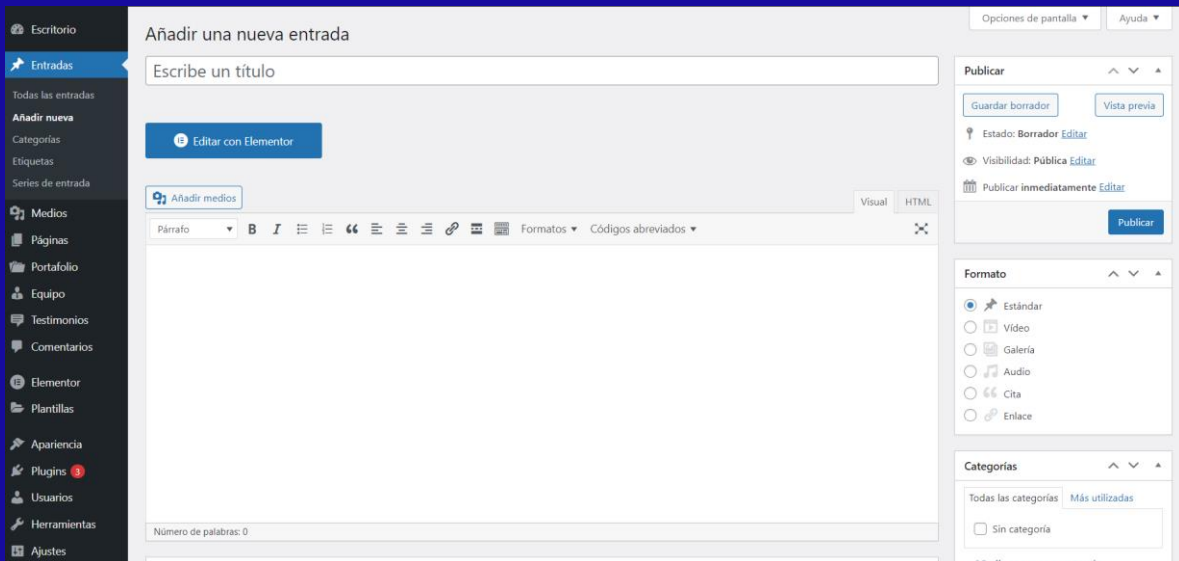 Escritorio
Entradas
Todas las entradas
Añadir nueva
Categorías
Etiquetas
Series de entrada
Medios
Páginas
Portafolio
Equipo
Testimonios
Comentarios
Elementor
Plantillas
Apariencia
Plugins 3
Usuarios
Herramientas
Ajustes
Opciones de pantalla
Ayuda
Añadir una nueva entrada
Escribe un título
Editar con Elementor
Añadir medios
Visual HTML
Párrafo B I Formatos Códigos abreviados
Número de palabras: 0
Publicar
Guardar borrador Vista previa
Estado: Borrador Editar
Visibilidad: Pública Editar
Publicar inmediatamente Editar
Publicar
Formato
Estándar
Vídeo
Galería
Audio
Cita
Enlace
Categorías
Todas las categorías Más utilizadas
Sin categoría